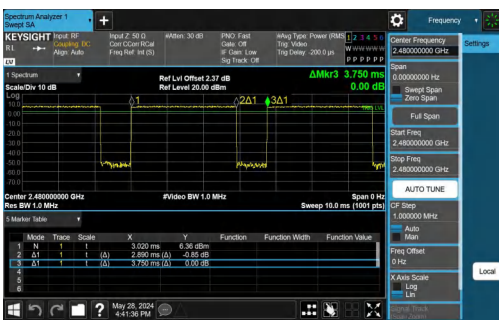 Spectrum Analyzer 1
Swept SA
Frequency
KEYSIGHT
Input: RF
Coupling: DC
Align: Auto
Input Z: 50 Ω
Corr CCorr RCal
Freq Ref: Int (S)
#Atten: 30 dB
PNO: Fast
Gate: Off
IF Gain: Low
Sig Track: Off
#Avg Type: Power (RMS)
Trig: Video
Trig Delay: -200.0 µs
1 2 3 4 5 6
W W W W W W
P P P P P P
RL
LM
1 Spectrum
Scale/Div 10 dB
Log
Ref Lvl Offset 2.37 dB
Ref Level 20.00 dBm
ΔMkr3 3.750 ms
0.00 dB
10.0
0.00
-10.0
-20.0
-30.0
-40.0
-50.0
-60.0
-70.0
1
2Δ1
3Δ1
Center 2.480000000 GHz
Res BW 1.0 MHz
#Video BW 1.0 MHz
Span 0 Hz
Sweep 10.0 ms (1001 pts)
5 Marker Table
Mode Trace Scale X Y Function Function Width Function Value
1 N 1 t 3.020 ms 6.36 dBm
2 Δ1 1 t (Δ) 2.890 ms (Δ) -0.85 dB
3 Δ1 1 t (Δ) 3.750 ms (Δ) 0.00 dB
4
5
6
May 28, 2024
4:41:36 PM
Center Frequency
2.480000000 GHz
Span
0.00000000 Hz
Swept Span
Zero Span
Full Span
Start Freq
2.480000000 GHz
Stop Freq
2.480000000 GHz
AUTO TUNE
CF Step
1.000000 MHz
Auto
Man
Freq Offset
0 Hz
X Axis Scale
Log
Lin
Signal Track
Settings
Local